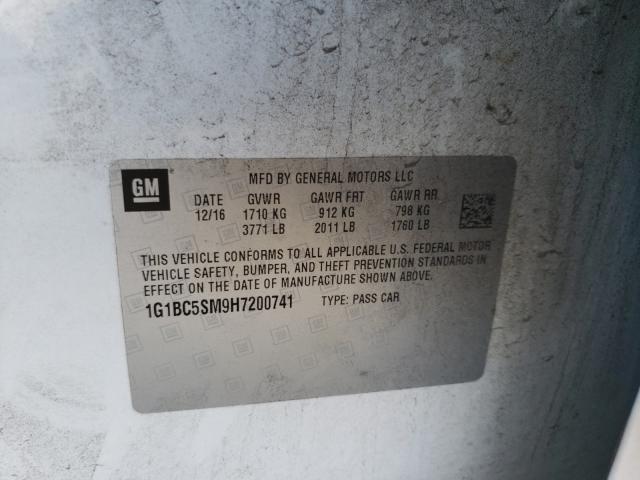 GM
MFD BY GENERAL MOTORS LLC
DATE GVWR GAWR FRT GAWR RR
12/16 1710 KG 912 KG 798 KG
3771 LB 2011 LB 1760 LB
THIS VEHICLE CONFORMS TO ALL APPLICABLE U.S. FEDERAL MOTOR
VEHICLE SAFETY, BUMPER, AND THEFT PREVENTION STANDARDS IN
EFFECT ON THE DATE OF MANUFACTURE SHOWN ABOVE.
1G1BC5SM9H7200741 TYPE: PASS CAR